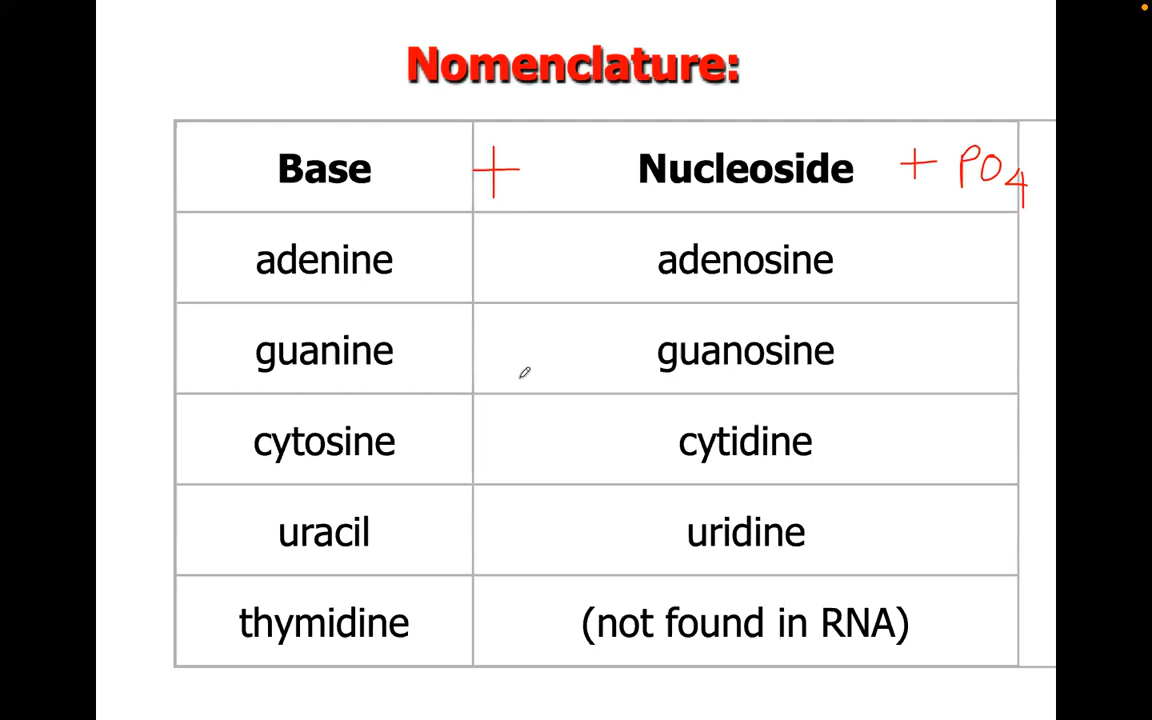 Nomenclature:
Base + Nucleoside + PO4
adenine adenosine
guanine guanosine
cytosine cytidine
uracil uridine
thymidine (not found in RNA)